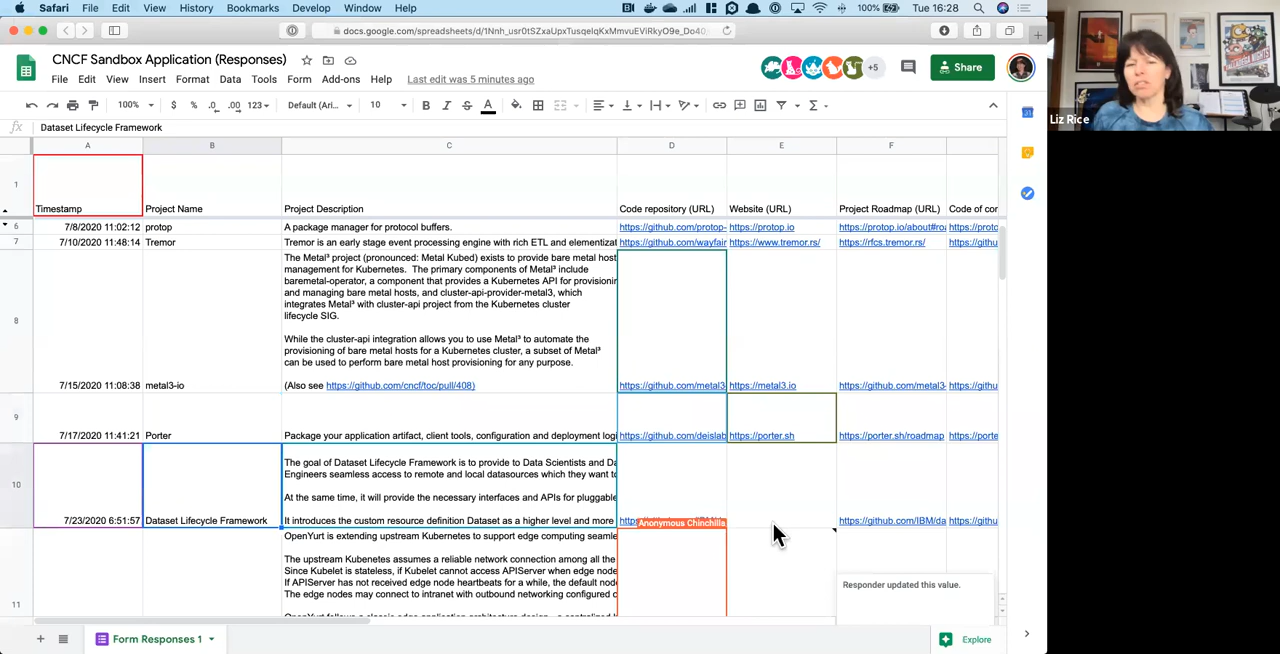 Safari File Edit View History Bookmarks Develop Window Help 100% Tue 16:28
docs.google.com/spreadsheets/d/1Nnh_usr0tSZxaUpxTusqeIqKxMmvuEViRkyO9e_Do40
CNCF Sandbox Application (Responses)
File Edit View Insert Format Data Tools Form Add-ons Help Last edit was 5 minutes ago
+5 Share
100% $ % .0 .00 123 Default (Ari... 10 B I S A
Liz Rice
fx Dataset Lifecycle Framework
A B C D E F
1 Timestamp Project Name Project Description Code repository (URL) Website (URL) Project Roadmap (URL) Code of con
6 7/8/2020 11:02:12 protop A package manager for protocol buffers. https://github.com/protop- https://protop.io https://protop.io/about#roa https://proto
7 7/10/2020 11:48:14 Tremor Tremor is an early stage event processing engine with rich ETL and elementizat https://github.com/wayfair https://www.tremor.rs/ https://rfcs.tremor.rs/ https://githu
The Metal³ project (pronounced: Metal Kubed) exists to provide bare metal host
management for Kubernetes. The primary components of Metal³ include
baremetal-operator, a component that provides a Kubernetes API for provisionin
and managing bare metal hosts, and cluster-api-provider-metal3, which
integrates Metal³ with cluster-api project from the Kubernetes cluster
lifecycle SIG.
8
While the cluster-api integration allows you to use Metal³ to automate the
provisioning of bare metal hosts for a Kubernetes cluster, a subset of Metal³
can be used to perform bare metal host provisioning for any purpose.
7/15/2020 11:08:38 metal3-io (Also see https://github.com/cncf/toc/pull/408) https://github.com/metal3- https://metal3.io https://github.com/metal3- https://githu
9
7/17/2020 11:41:21 Porter Package your application artifact, client tools, configuration and deployment logi https://github.com/deislab https://porter.sh https://porter.sh/roadmap https://porte
The goal of Dataset Lifecycle Framework is to provide to Data Scientists and Da
Engineers seamless access to remote and local datasources which they want to
10
At the same time, it will provide the necessary interfaces and APIs for pluggable
7/23/2020 6:51:57 Dataset Lifecycle Framework It introduces the custom resource definition Dataset as a higher level and more Anonymous Chinchilla https://github.com/IBM/da https://githu
OpenYurt is extending upstream Kubernetes to support edge computing seamle
The upstream Kubenetes assumes a reliable network connection among all the
Since Kubelet is stateless, if Kubelet cannot access APIServer when edge node
If APIServer has not received edge node heartbeats for a while, the default nod
The edge nodes may connect to intranet with outbound networking configured o
11
Responder updated this value.
Form Responses 1 Explore